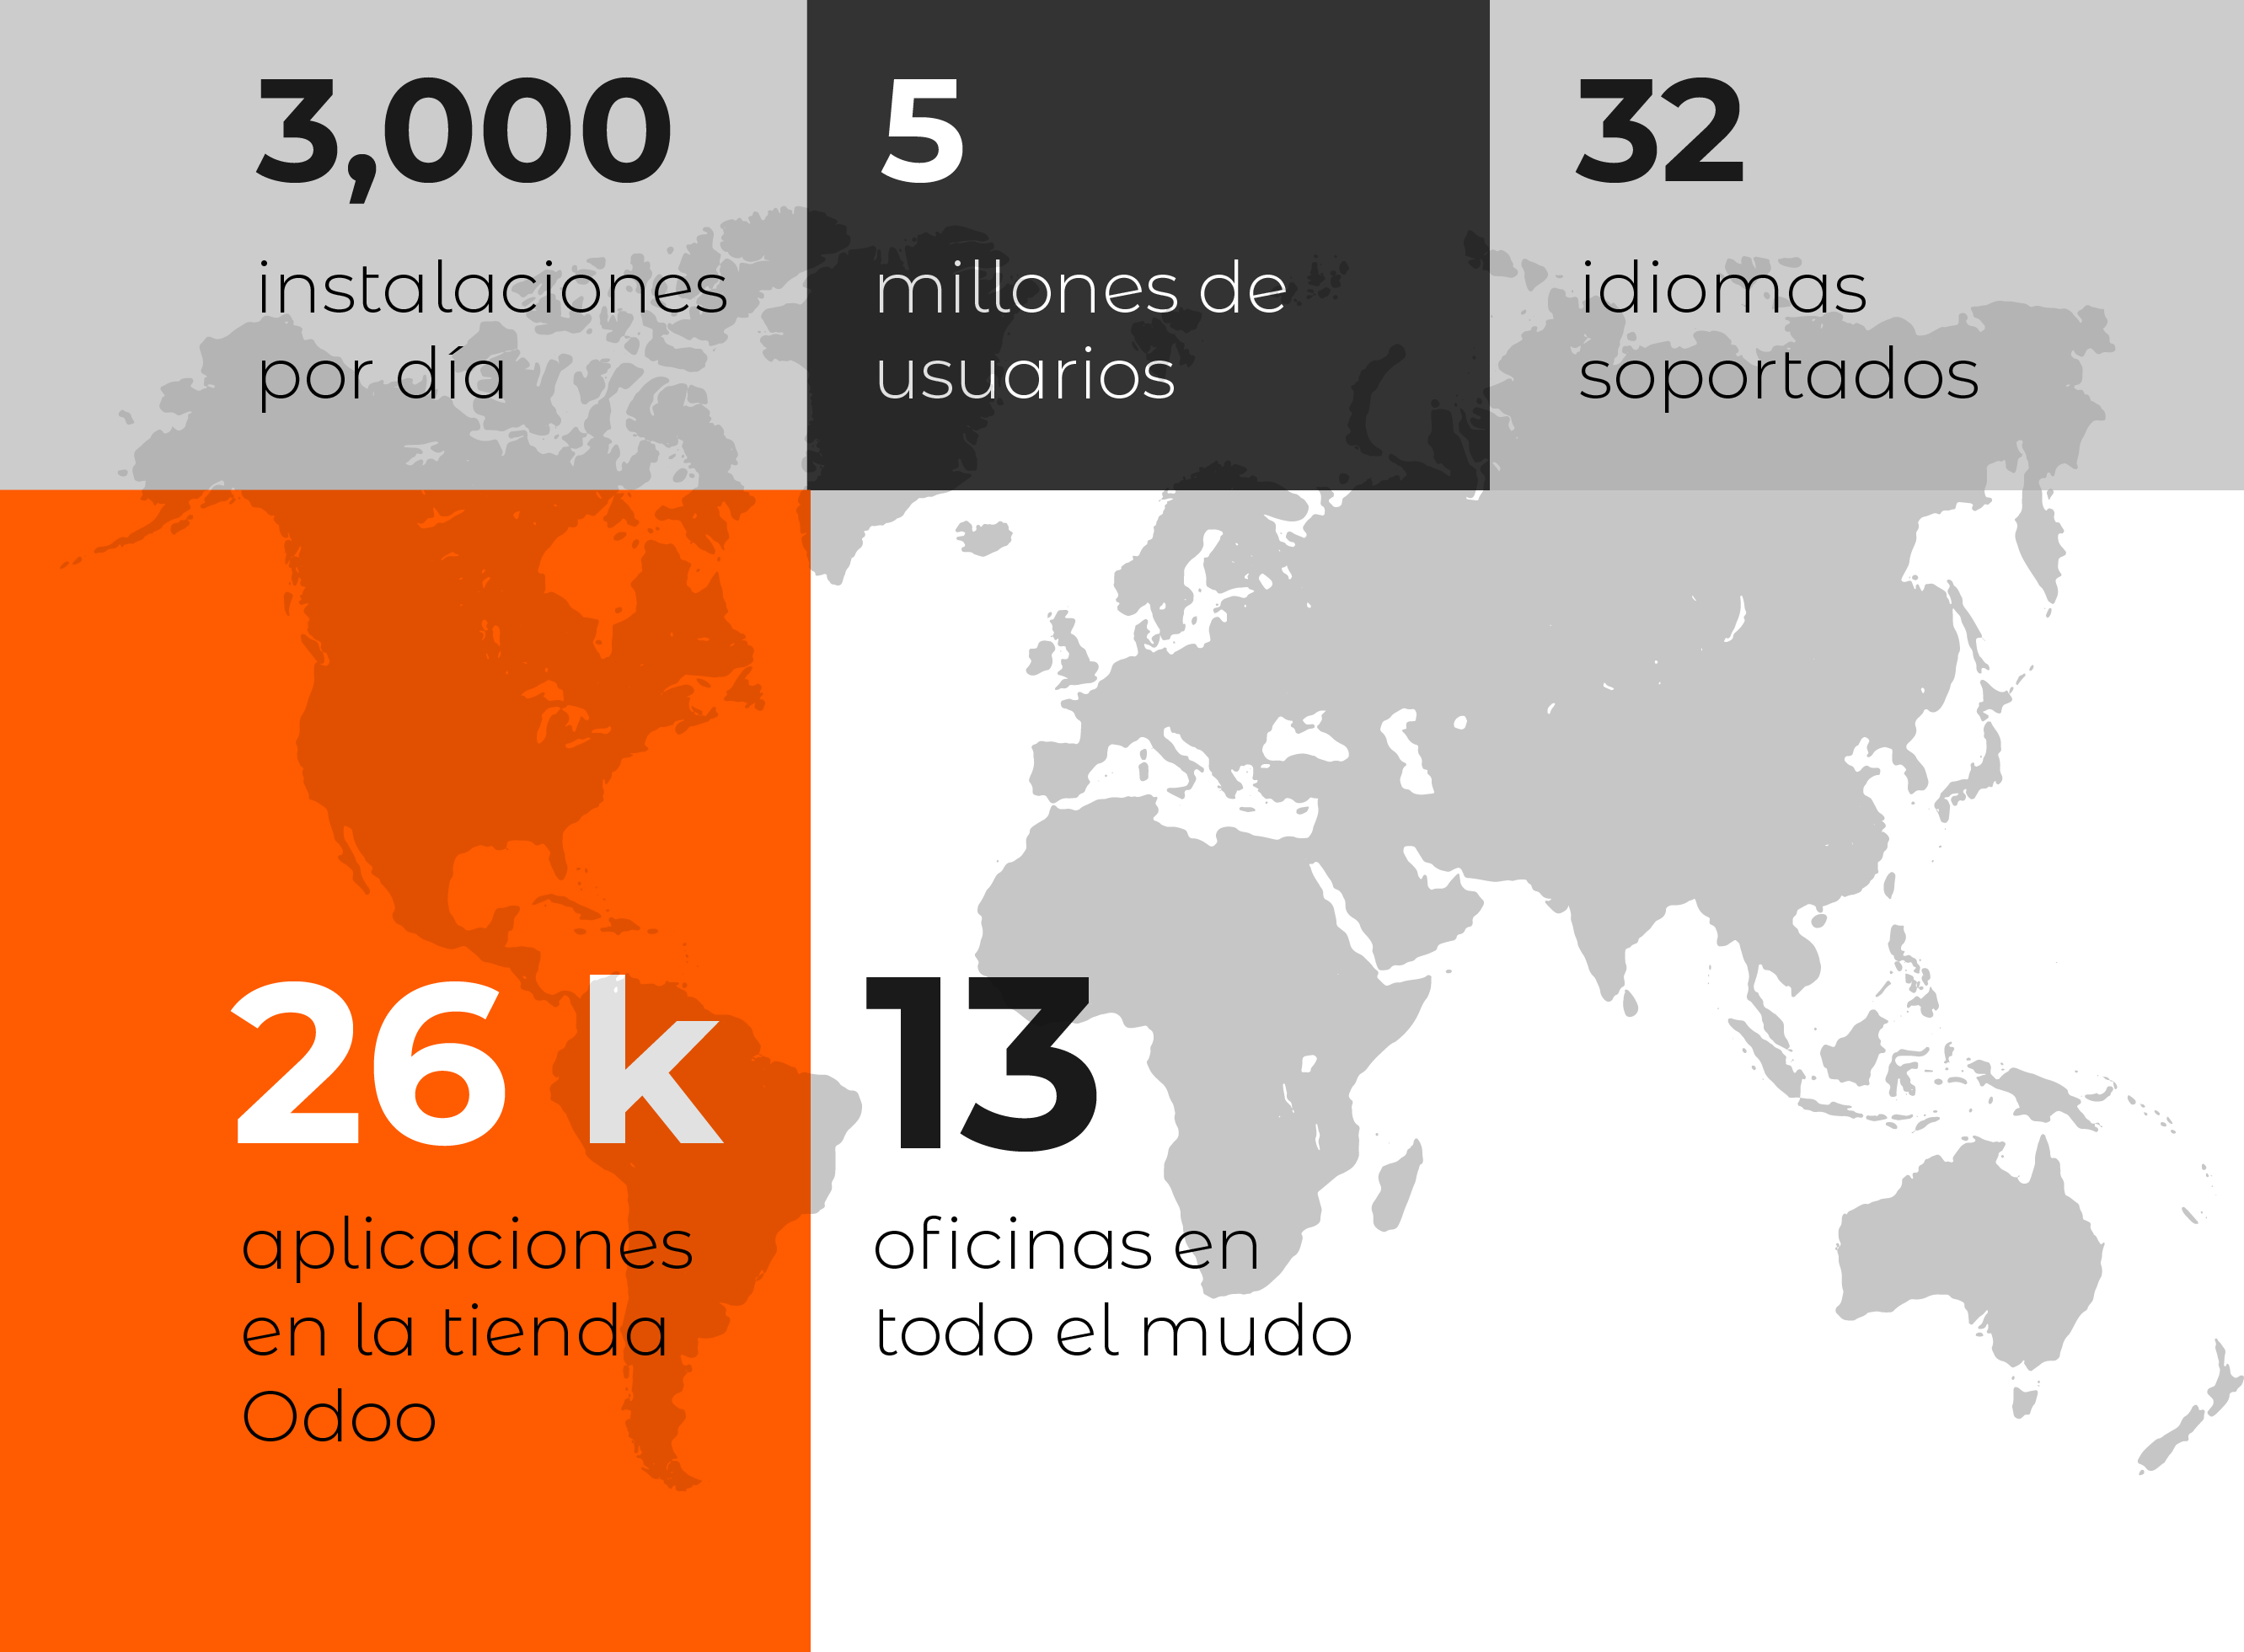 3,000
instalaciones
por día
5
millones de
usuarios
32
idiomas
soportados
26 k
aplicaciones
en la tienda
Odoo
13
oficinas en
todo el mudo